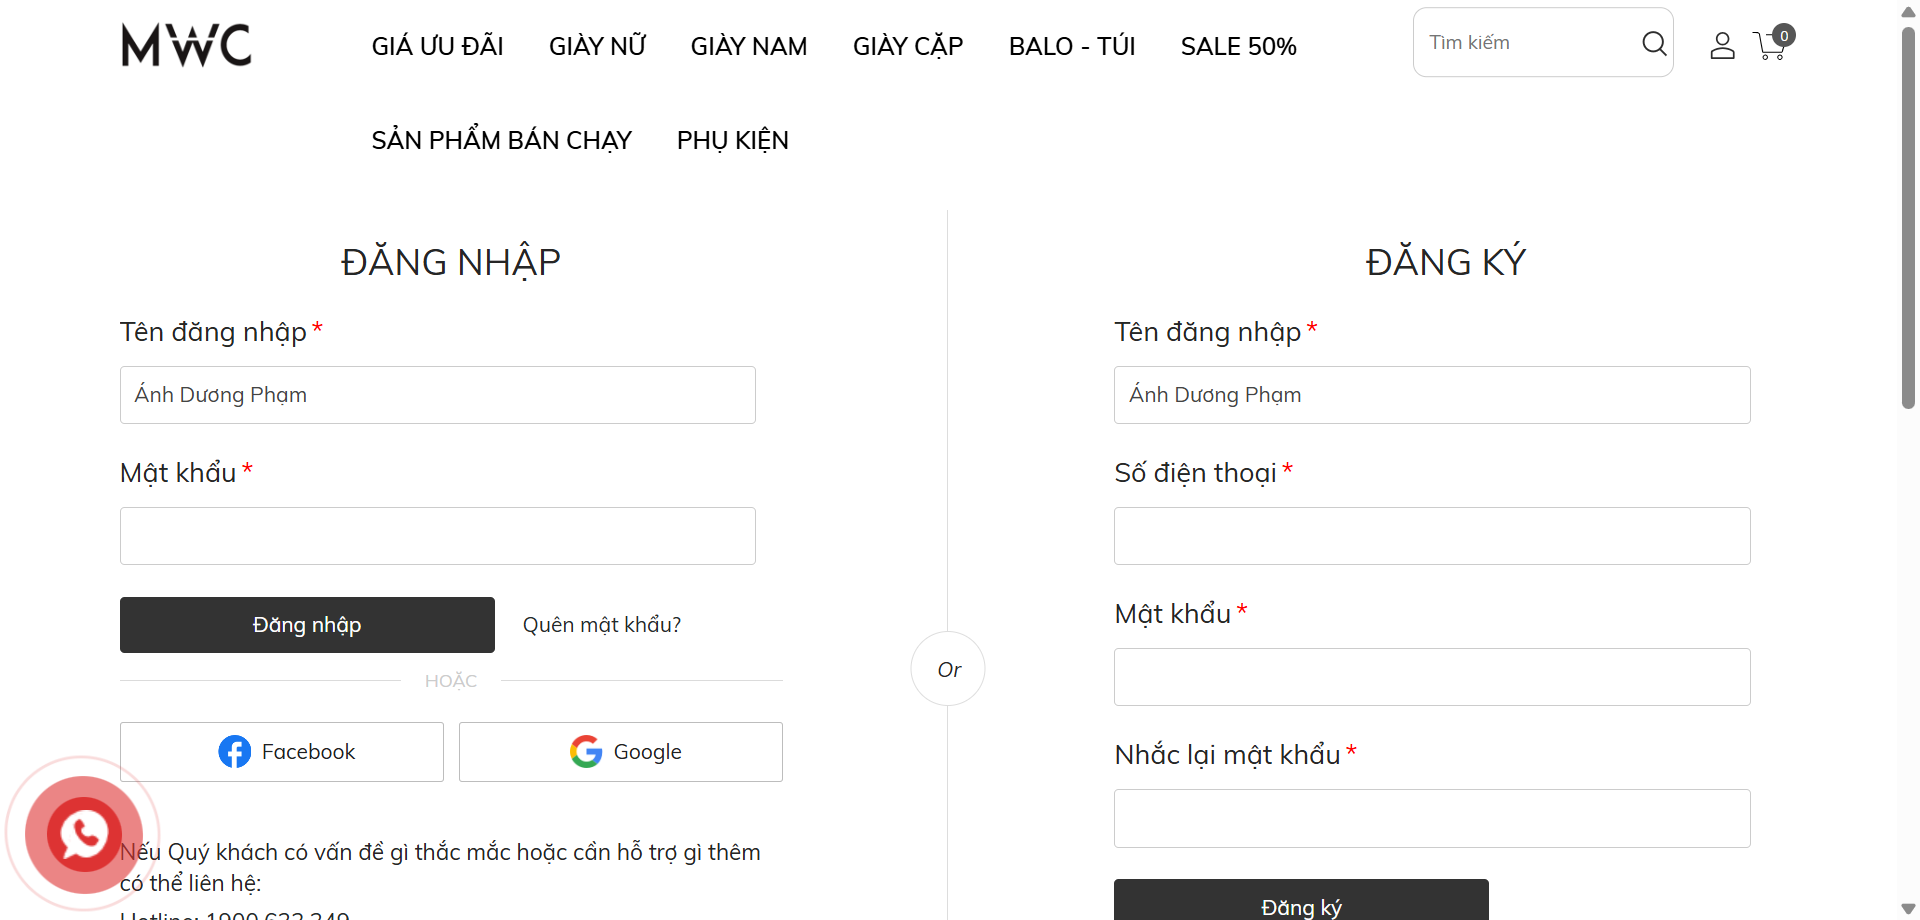 MWC
GIÁ ƯU ĐÃI
GIÀY NỮ
GIÀY NAM
GIÀY CẶP
BALO - TÚI
SALE 50%
Tìm kiếm
0
SẢN PHẨM BÁN CHẠY
PHỤ KIỆN
ĐĂNG NHẬP
Tên đăng nhập *
Ánh Dương Phạm
Mật khẩu *
Đăng nhập
Quên mật khẩu?
HOẶC
Facebook
Google
Nếu Quý khách có vấn đề gì thắc mắc hoặc cần hỗ trợ gì thêm
có thể liên hệ:
Hotline: 1900 633 349
Or
ĐĂNG KÝ
Tên đăng nhập *
Ánh Dương Phạm
Số điện thoại *
Mật khẩu *
Nhắc lại mật khẩu *
Đăng ký